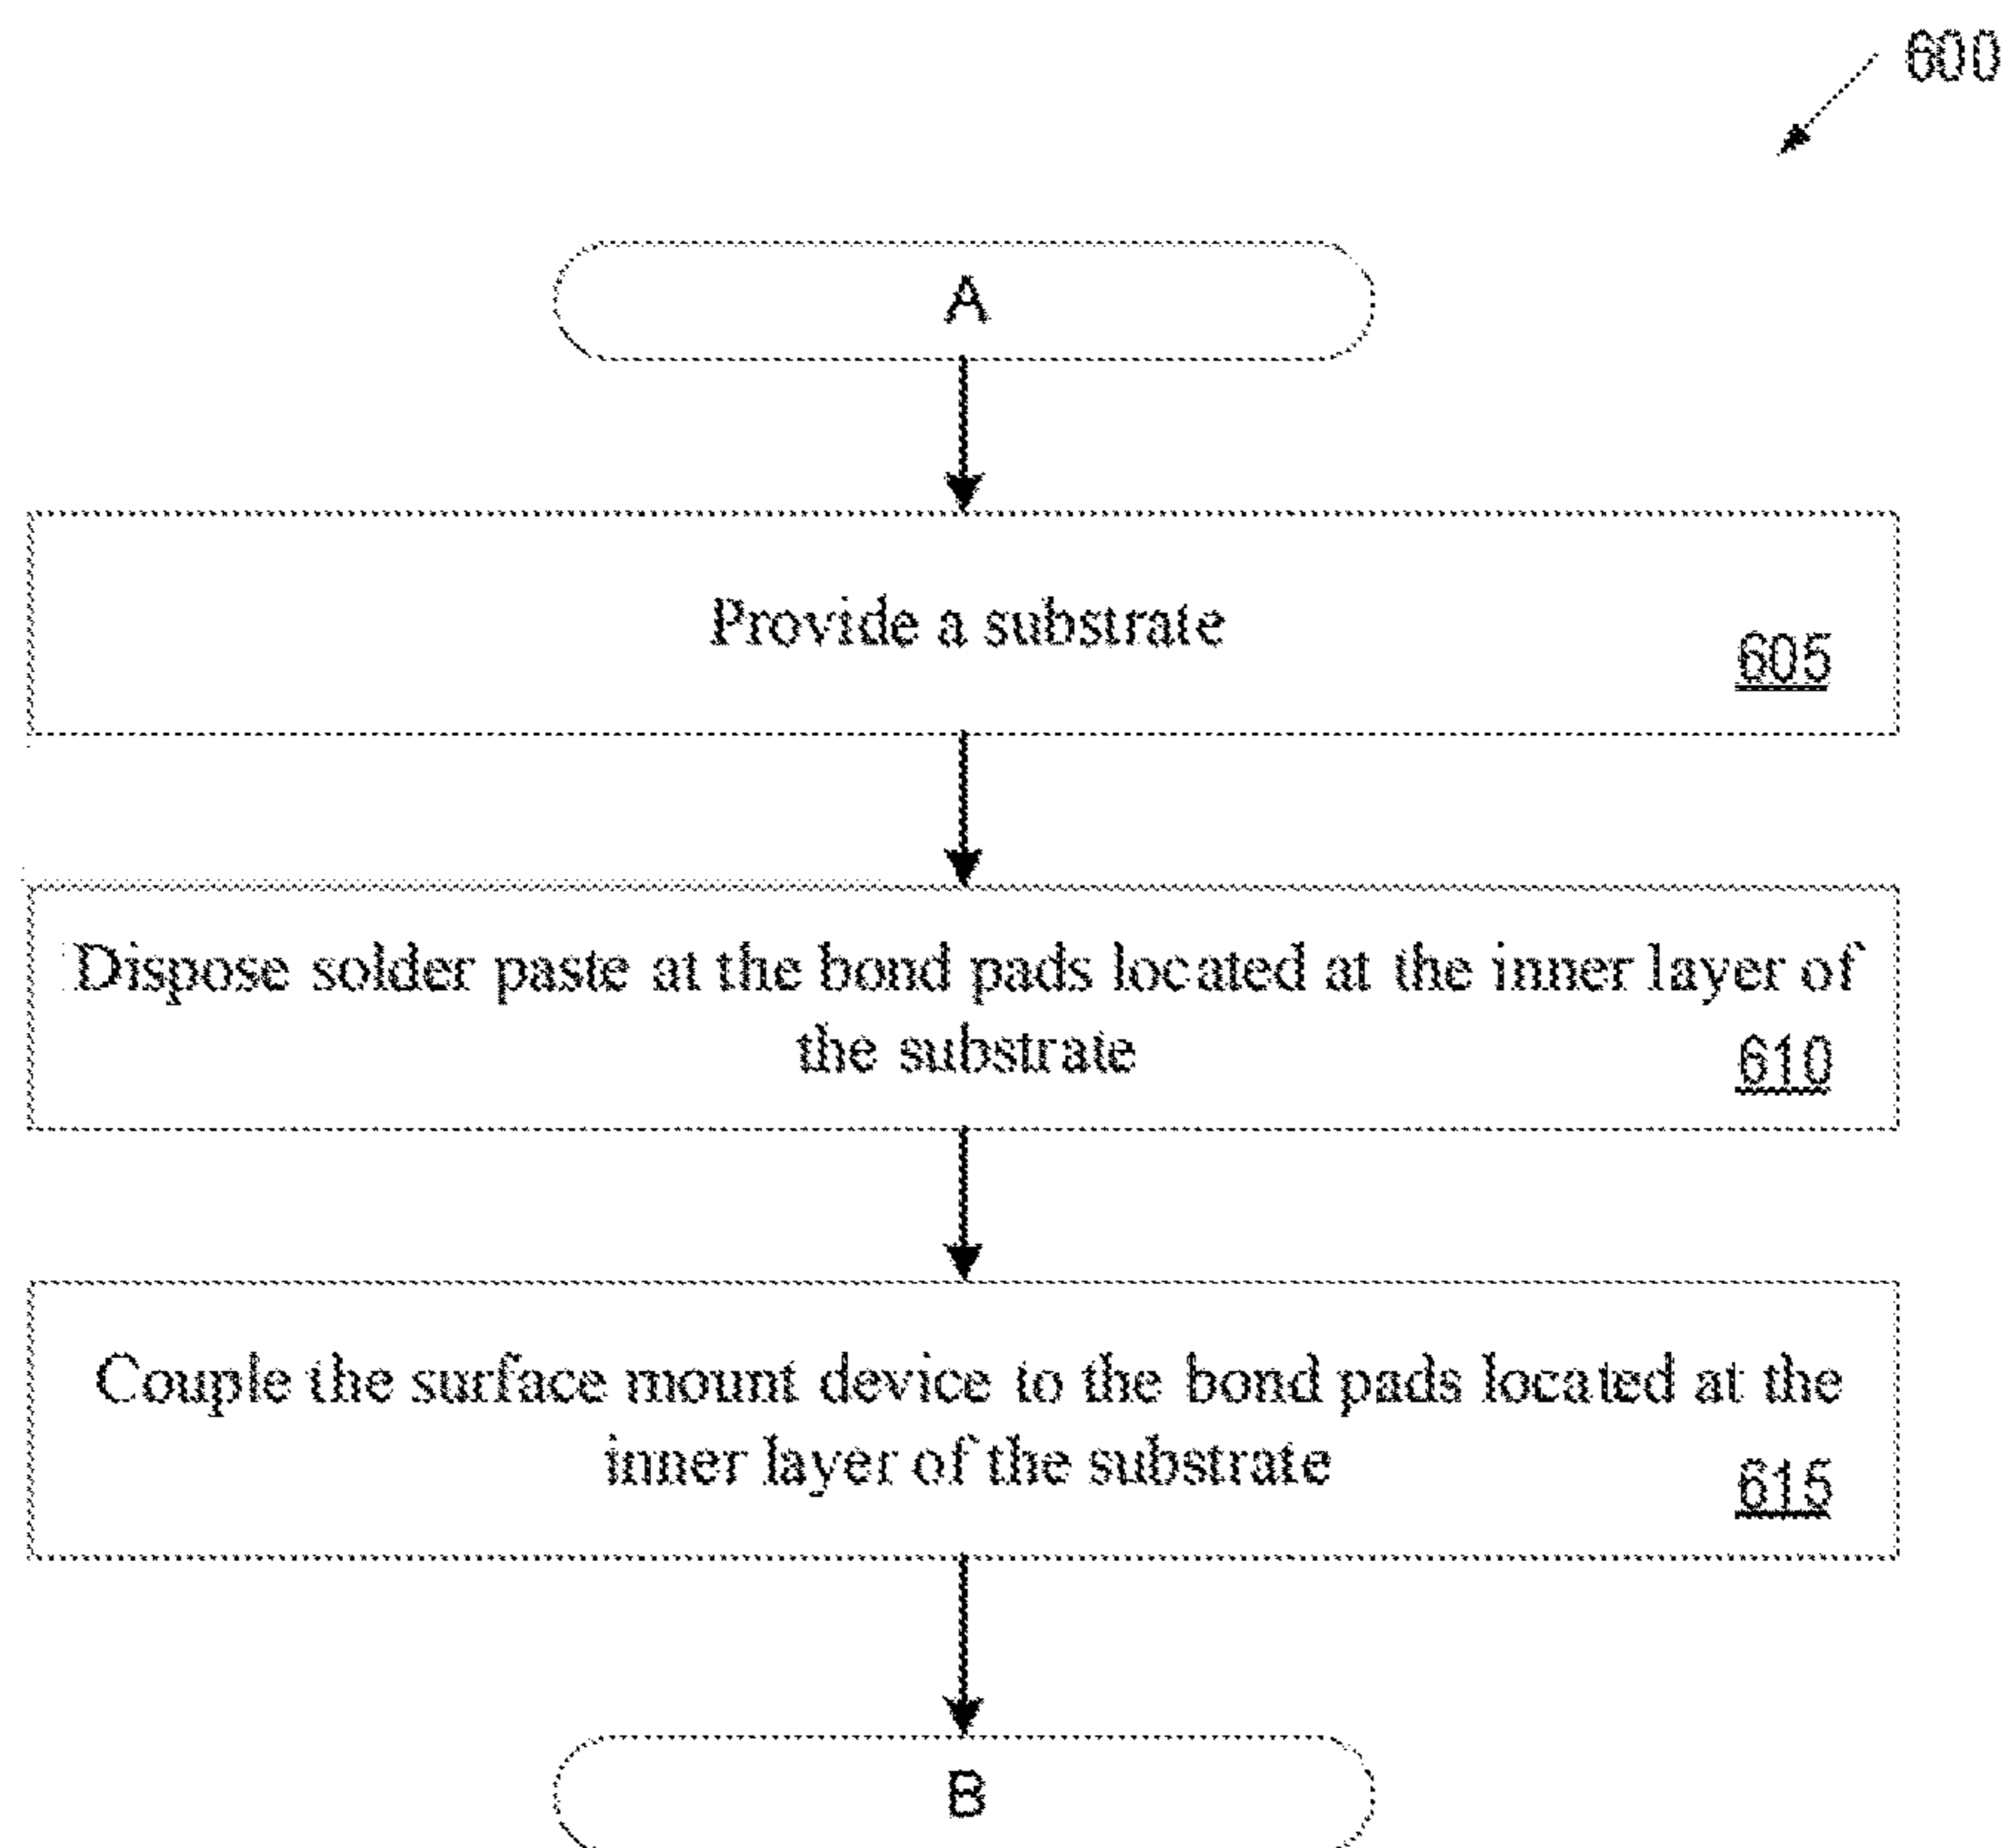 600
A
Provide a substrate
605
Dispose solder paste at the bond pads located at the inner layer of
the substrate
610
Couple the surface mount device to the bond pads located at the
inner layer of the substrate
615
B